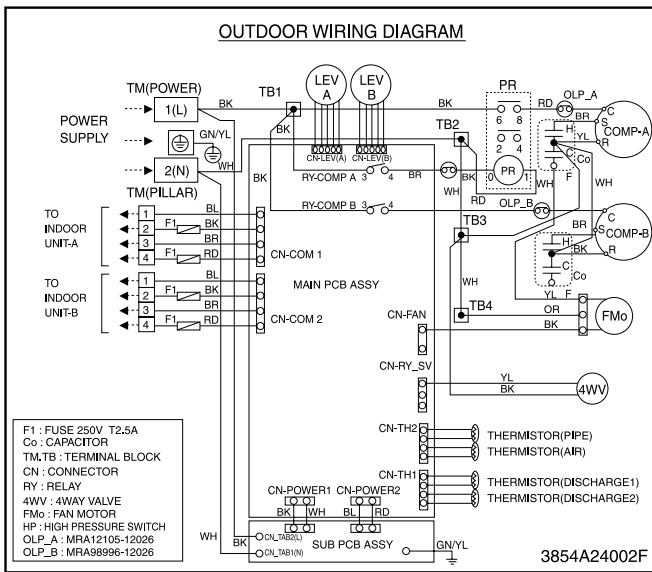 OUTDOOR WIRING DIAGRAM
TM(POWER)
1(L)
POWER
SUPPLY
GN/YL
2(N)
TM(PILLAR)
BK
WH
TB1
BK
LEV
A
LEV
B
CN-LEV(A)
CN-LEV(B)
BK
PR
6 8
2 4
0 PR 1
RD
OLP_A
C
S
R
COMP-A
BR
YL
H
C
Co
F
TB2
RY-COMP A 3 4
BR
BK
WH
RD
WH
WH
BK
RY-COMP B 3 4
OLP_B
TB3
C
S
R
COMP-B
BR
BK
H
C
Co
F
YL
WH
TO
INDOOR
UNIT-A
1 BL
2 F1 BK
3 BR
4 F1 RD
CN-COM 1
MAIN PCB ASSY
TO
INDOOR
UNIT-B
1 BL
2 F1 BK
3 BR
4 F1 RD
CN-COM 2
TB4
OR
BK
FMo
CN-FAN
CN-RY_SV
YL
BK
4WV
CN-TH2
THERMISTOR(PIPE)
THERMISTOR(AIR)
CN-TH1
THERMISTOR(DISCHARGE1)
THERMISTOR(DISCHARGE2)
F1 : FUSE 250V T2.5A
Co : CAPACITOR
TM.TB : TERMINAL BLOCK
CN : CONNECTOR
RY : RELAY
4WV : 4WAY VALVE
FMo : FAN MOTOR
HP : HIGH PRESSURE SWITCH
OLP_A : MRA12105-12026
OLP_B : MRA98996-12026
CN-POWER1
CN-POWER2
BK WH
BL RD
WH
BK
CN_TAB2(L)
CN_TAB1(N)
SUB PCB ASSY
GN/YL
3854A24002F